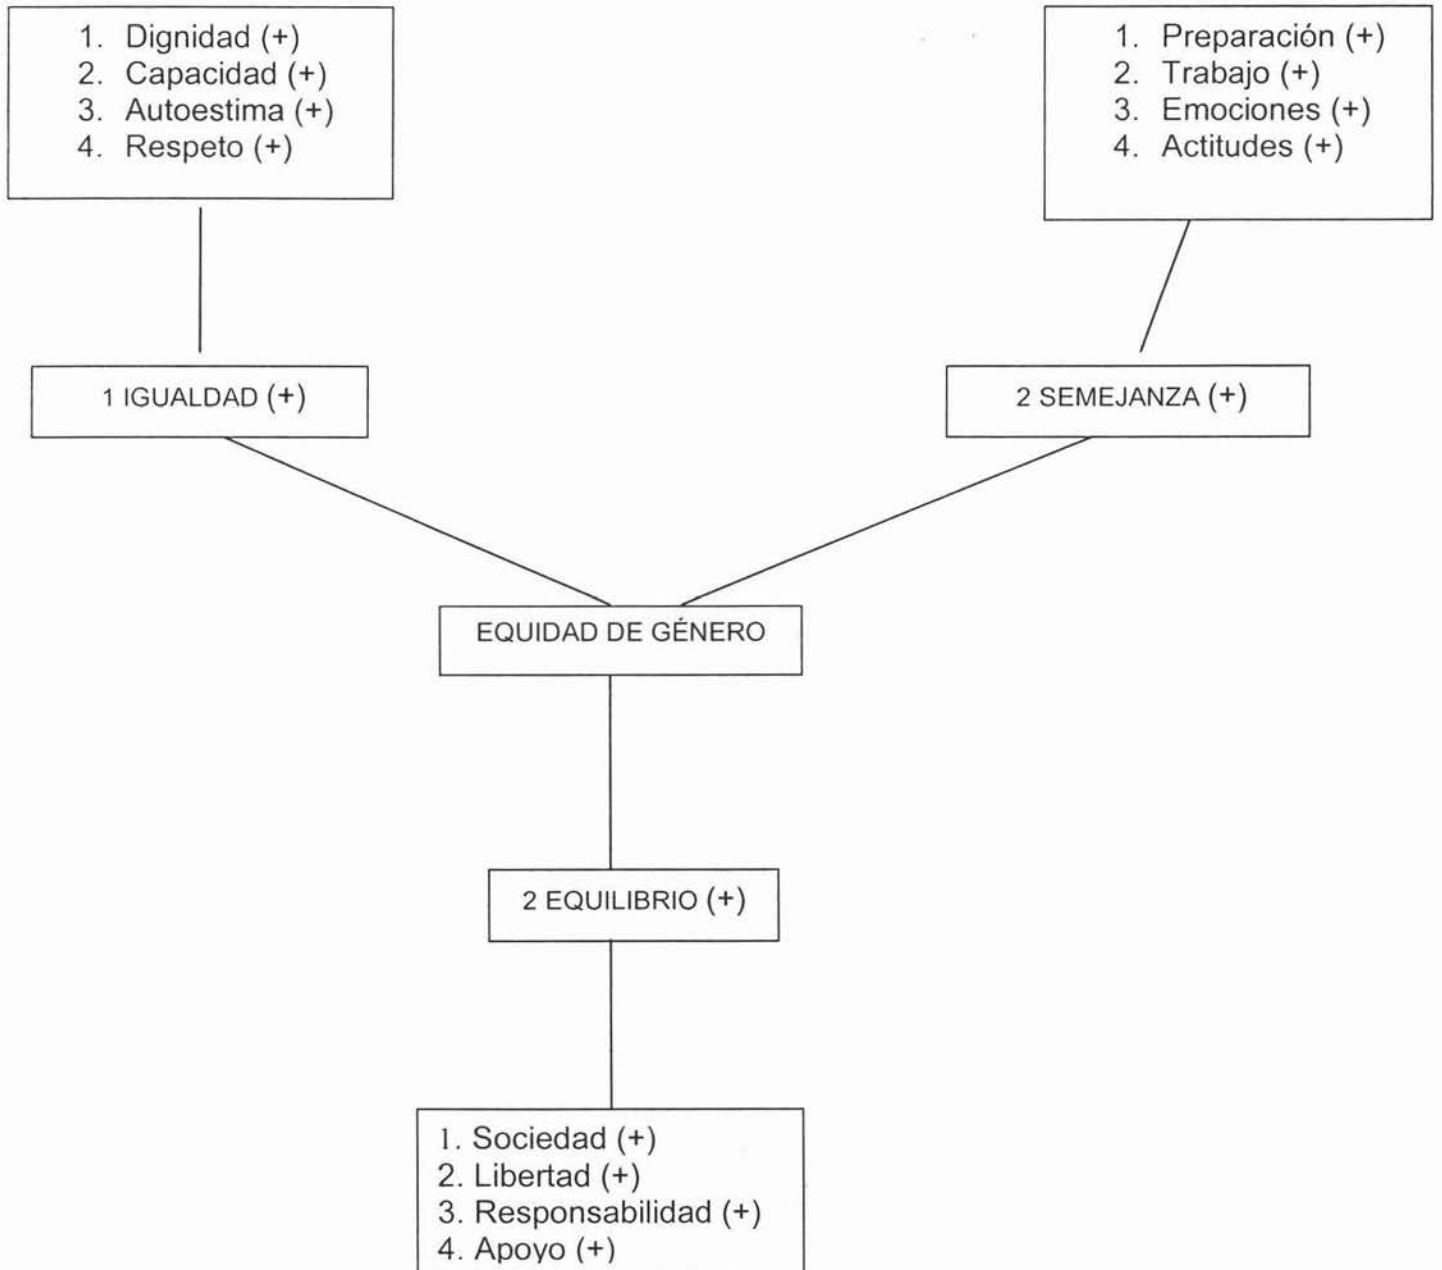 1. Dignidad (+)
2. Capacidad (+)
3. Autoestima (+)
4. Respeto (+)
1. Preparación (+)
2. Trabajo (+)
3. Emociones (+)
4. Actitudes (+)
1 IGUALDAD (+)
2 SEMEJANZA (+)
EQUIDAD DE GÉNERO
2 EQUILIBRIO (+)
1. Sociedad (+)
2. Libertad (+)
3. Responsabilidad (+)
4. Apoyo (+)